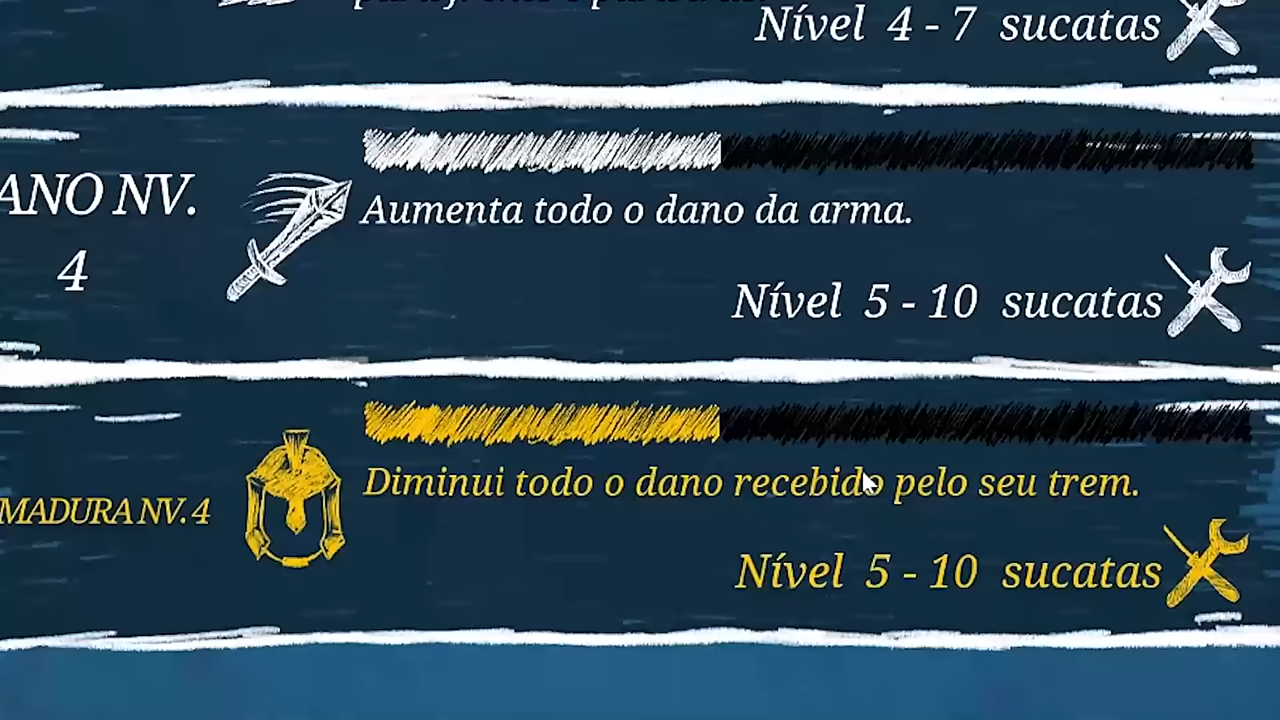 Nível 4 - 7 sucatas
ANO NV.
4
Aumenta todo o dano da arma.
Nível 5 - 10 sucatas
MADURA NV. 4
Diminui todo o dano recebido pelo seu trem.
Nível 5 - 10 sucatas